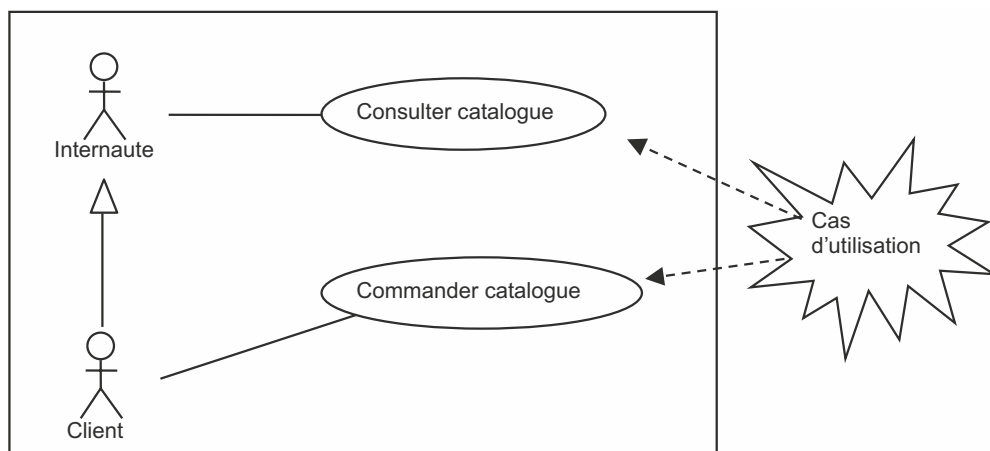 Consulter catalogue
Internaute
Cas
d'utilisation
Commander catalogue
Client